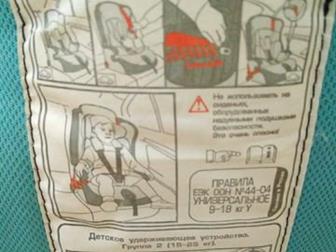 Не использовать на
сидениях,
оборудованных
надувными подушками
безопасности.
Это очень опасно!
ПРАВИЛА
ЕЭК ООН №44-04
УНИВЕРСАЛЬНОЕ
9-18 кг Y
Детское удерживающее устройство.
Группа 2 (15-25 кг).